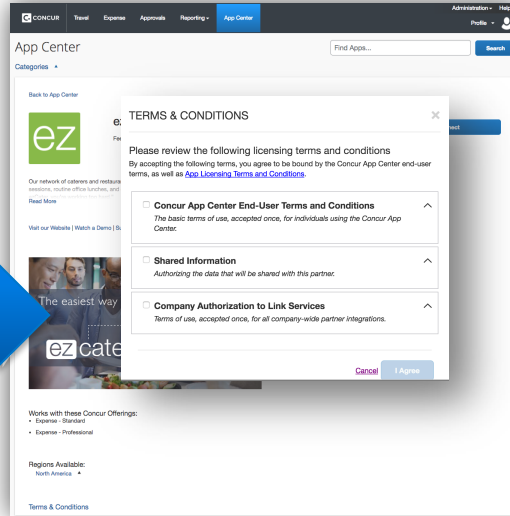 Administration Help
CONCUR Travel Expense Approvals Reporting App Center
Profile
App Center
Find Apps...
Search
Categories
Back to App Center
ez
TERMS & CONDITIONS
Please review the following licensing terms and conditions
By accepting the following terms, you agree to be bound by the Concur App Center end-user
terms, as well as App Licensing Terms and Conditions.
Our network of caterers and
sessions, routine office lunches, and
Read More
Visit our Website | Watch a Demo |
Concur App Center End-User Terms and Conditions
The basic terms of use, accepted once, for individuals using the Concur App
Center.
Shared Information
Authorizing the data that will be shared with this partner.
Company Authorization to Link Services
Terms of use, accepted once, for all company-wide partner integrations.
Cancel I Agree
The easiest way
ez cate
Works with these Concur Offerings:
• Expense - Standard
• Expense - Professional
Regions Available:
North America
Terms & Conditions